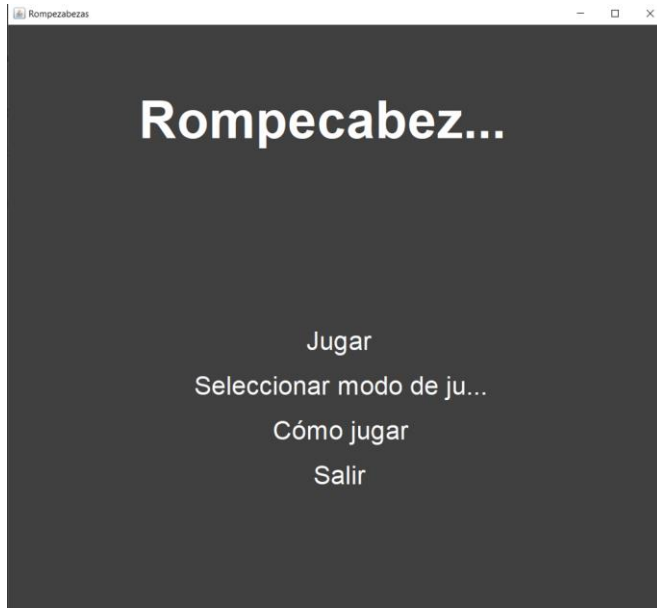 Rompezabezas
Rompecabez...
Jugar
Seleccionar modo de ju...
Cómo jugar
Salir